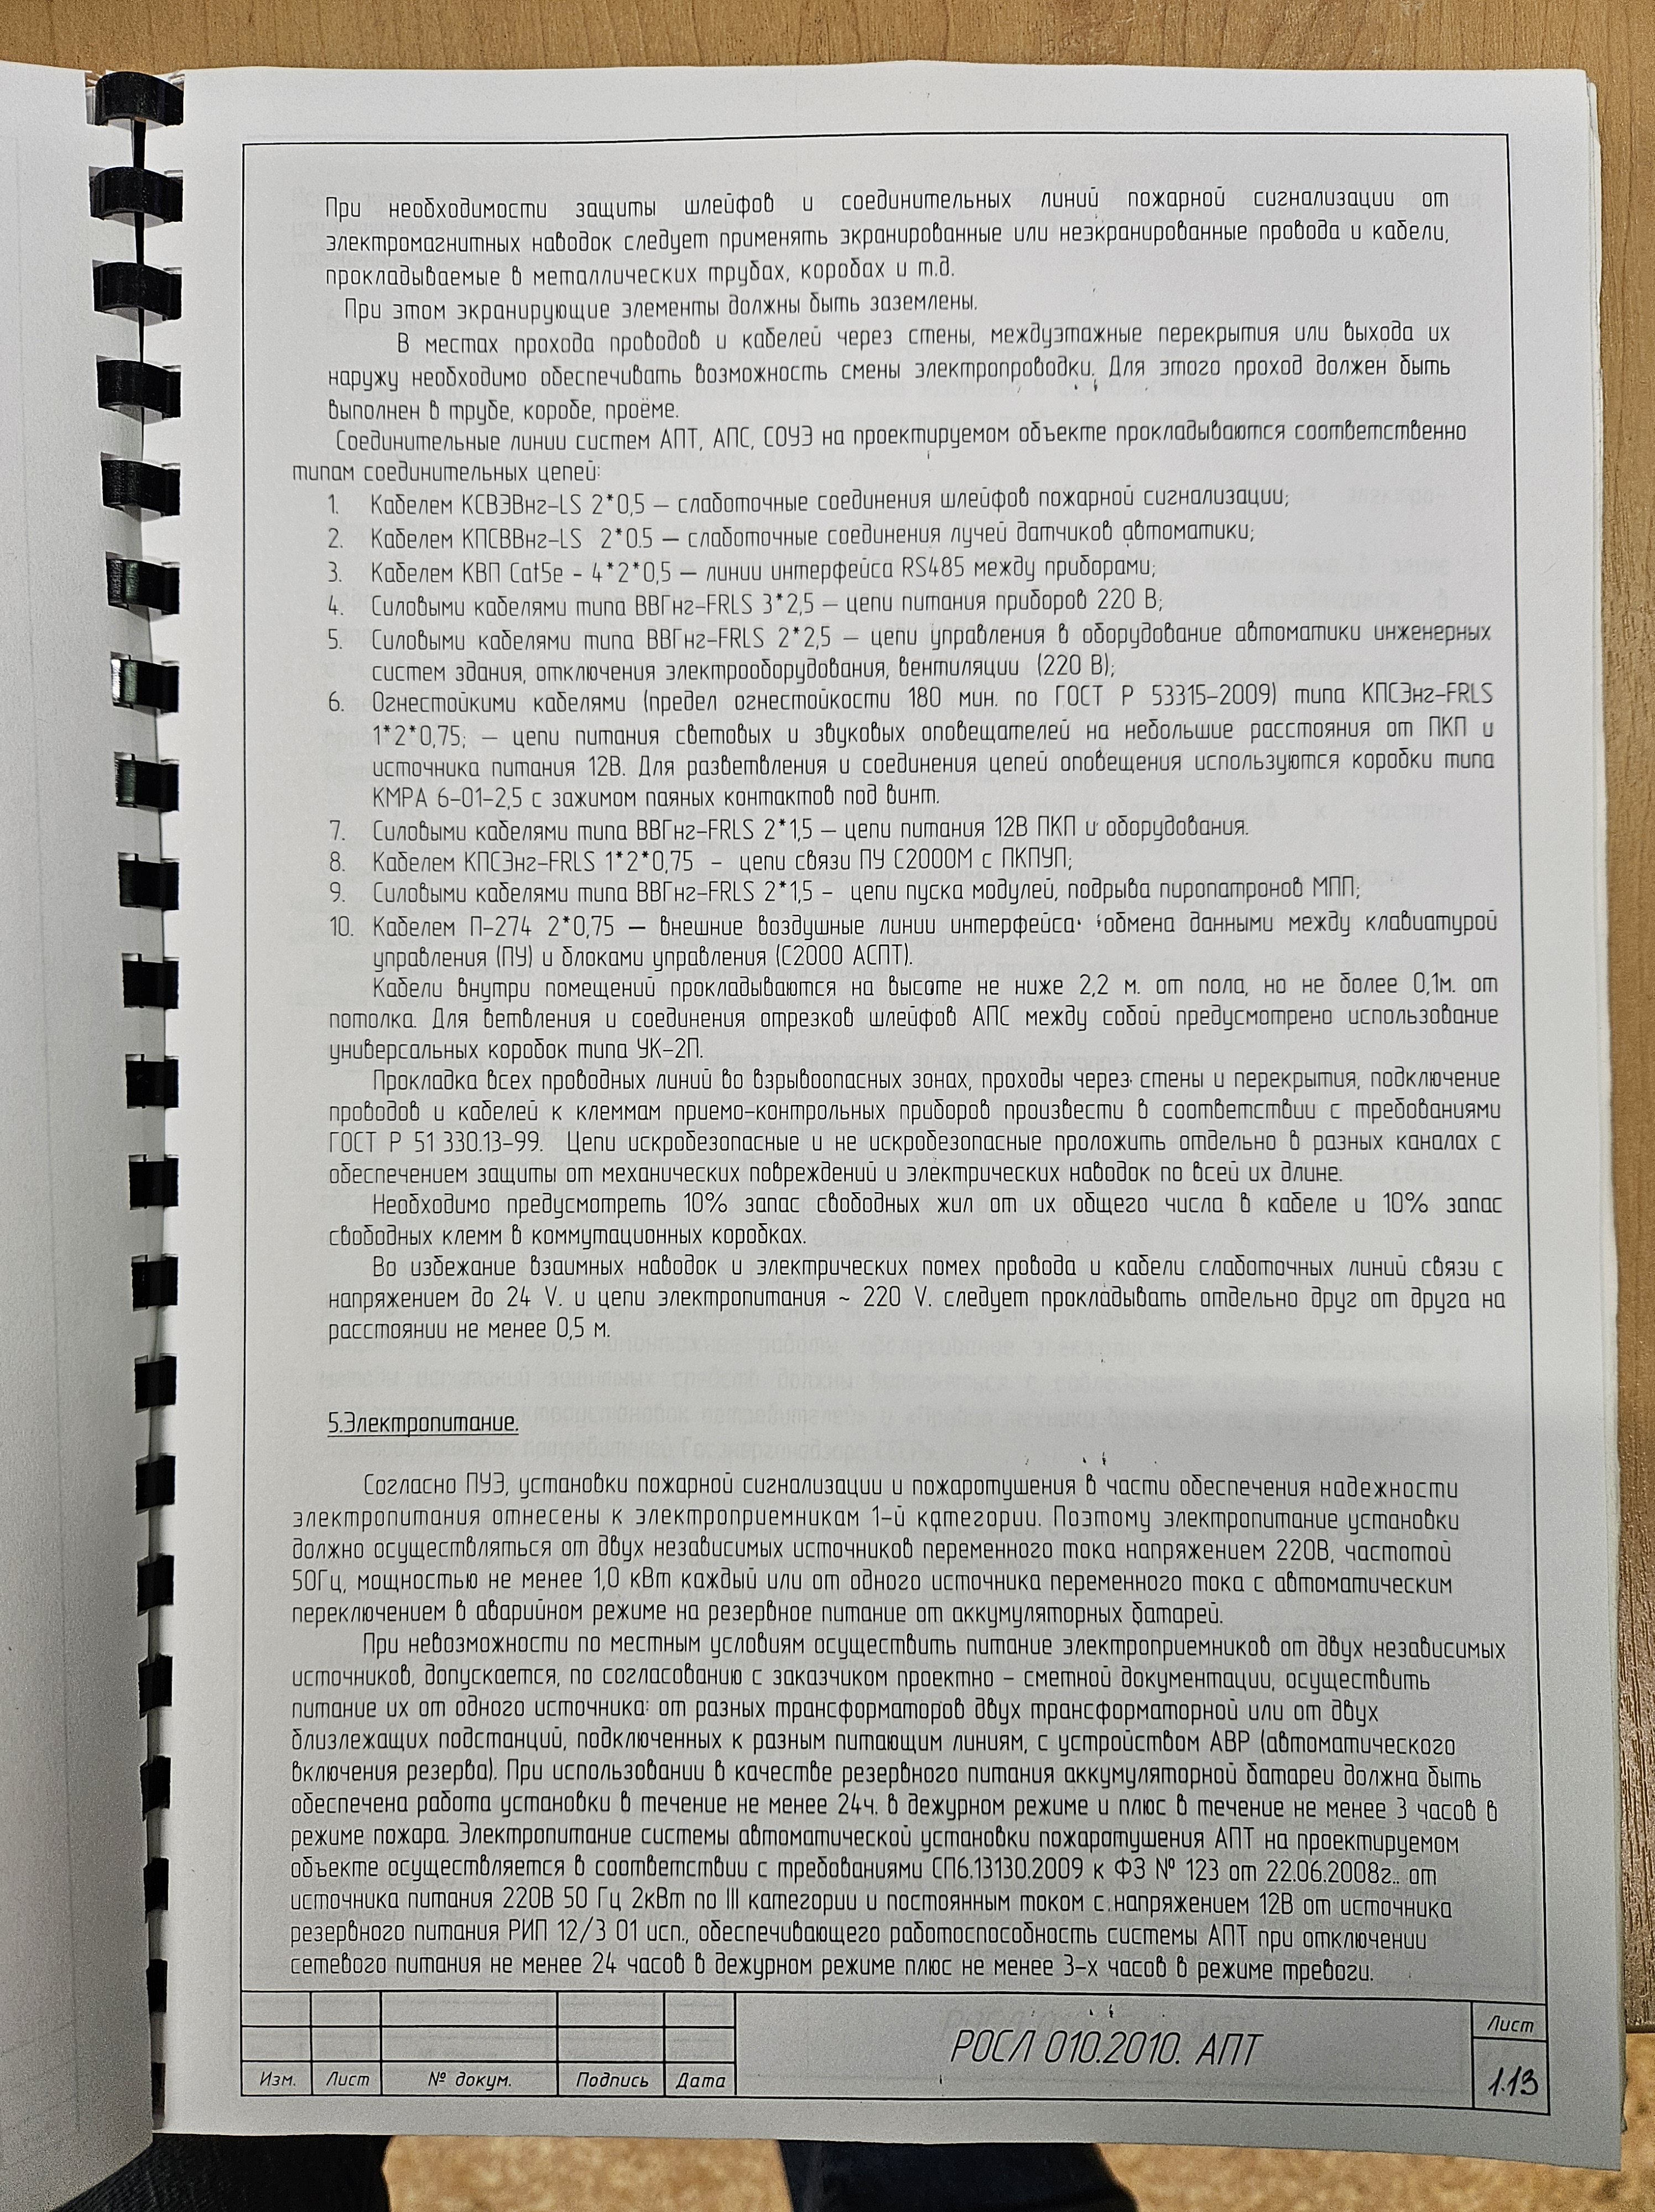 При необходимости защиты шлейфов и соединительных линий пожарной сигнализации от
электромагнитных наводок следует применять экранированные или неэкранированные провода и кабели,
прокладываемые в металлических трубах, коробах и т.д.
При этом экранирующие элементы должны быть заземлены.
В местах прохода проводов и кабелей через стены, междуэтажные перекрытия или выхода их
наружу необходимо обеспечивать возможность смены электропроводки. Для этого проход должен быть
выполнен в трубе, коробе, проёме.
Соединительные линии систем АПТ, АПС, СОУЭ на проектируемом объекте прокладываются соответственно
типам соединительных цепей:
1. Кабелем КСВЭВнг-LS 2*0,5 – слаботочные соединения шлейфов пожарной сигнализации;
2. Кабелем КПСВВнг-LS 2*0.5 – слаботочные соединения лучей датчиков автоматики;
3. Кабелем КВП Cat5e - 4*2*0,5 – линии интерфейса RS485 между приборами;
4. Силовыми кабелями типа ВВГнг-FRLS 3*2,5 – цепи питания приборов 220 В;
5. Силовыми кабелями типа ВВГнг-FRLS 2*2,5 – цепи управления в оборудование автоматики инженерных
систем здания, отключения электрооборудования, вентиляции (220 В);
6. Огнестойкими кабелями (предел огнестойкости 180 мин. по ГОСТ Р 53315-2009) типа КПСЭнг-FRLS
1*2*0,75; – цепи питания световых и звуковых оповещателей на небольшие расстояния от ПКП и
источника питания 12В. Для разветвления и соединения цепей оповещения используются коробки типа
КМРА 6-01-2,5 с зажимом паяных контактов под винт.
7. Силовыми кабелями типа ВВГнг-FRLS 2*1,5 – цепи питания 12В ПКП и оборудования.
8. Кабелем КПСЭнг-FRLS 1*2*0,75 - цепи связи ПУ С2000М с ПКПУП;
9. Силовыми кабелями типа ВВГнг-FRLS 2*1,5 - цепи пуска модулей, подрыва пиропатронов МПП;
10. Кабелем П-274 2*0,75 – внешние воздушные линии интерфейса обмена данными между клавиатурой
управления (ПУ) и блоками управления (С2000 АСПТ).
Кабели внутри помещений прокладываются на высоте не ниже 2,2 м. от пола, но не более 0,1м. от
потолка. Для ветвления и соединения отрезков шлейфов АПС между собой предусмотрено использование
универсальных коробок типа УК-2П.
Прокладка всех проводных линий во взрывоопасных зонах, проходы через стены и перекрытия, подключение
проводов и кабелей к клеммам приемо-контрольных приборов произвести в соответствии с требованиями
ГОСТ Р 51 330.13-99. Цепи искробезопасные и не искробезопасные проложить отдельно в разных каналах с
обеспечением защиты от механических повреждений и электрических наводок по всей их длине.
Необходимо предусмотреть 10% запас свободных жил от их общего числа в кабеле и 10% запас
свободных клемм в коммутационных коробках.
Во избежание взаимных наводок и электрических помех провода и кабели слаботочных линий связи с
напряжением до 24 V. и цепи электропитания ~ 220 V. следует прокладывать отдельно друг от друга на
расстоянии не менее 0,5 м.
5.Электропитание.
Согласно ПУЭ, установки пожарной сигнализации и пожаротушения в части обеспечения надежности
электропитания отнесены к электроприемникам 1-й категории. Поэтому электропитание установки
должно осуществляться от двух независимых источников переменного тока напряжением 220В, частотой
50Гц, мощностью не менее 1,0 кВт каждый или от одного источника переменного тока с автоматическим
переключением в аварийном режиме на резервное питание от аккумуляторных батарей.
При невозможности по местным условиям осуществить питание электроприемников от двух независимых
источников, допускается, по согласованию с заказчиком проектно - сметной документации, осуществить
питание их от одного источника: от разных трансформаторов двух трансформаторной или от двух
близлежащих подстанций, подключенных к разным питающим линиям, с устройством АВР (автоматического
включения резерва). При использовании в качестве резервного питания аккумуляторной батареи должна быть
обеспечена работа установки в течение не менее 24ч. в дежурном режиме и плюс в течение не менее 3 часов в
режиме пожара. Электропитание системы автоматической установки пожаротушения АПТ на проектируемом
объекте осуществляется в соответствии с требованиями СП6.13130.2009 к ФЗ № 123 от 22.06.2008г.. от
источника питания 220В 50 Гц 2кВт по III категории и постоянным током с напряжением 12В от источника
резервного питания РИП 12/3 01 исп., обеспечивающего работоспособность системы АПТ при отключении
сетевого питания не менее 24 часов в дежурном режиме плюс не менее 3-х часов в режиме тревоги.
Изм. Лист № докум. Подпись Дата
РОСЛ 010.2010. АПТ
Лист
1.13